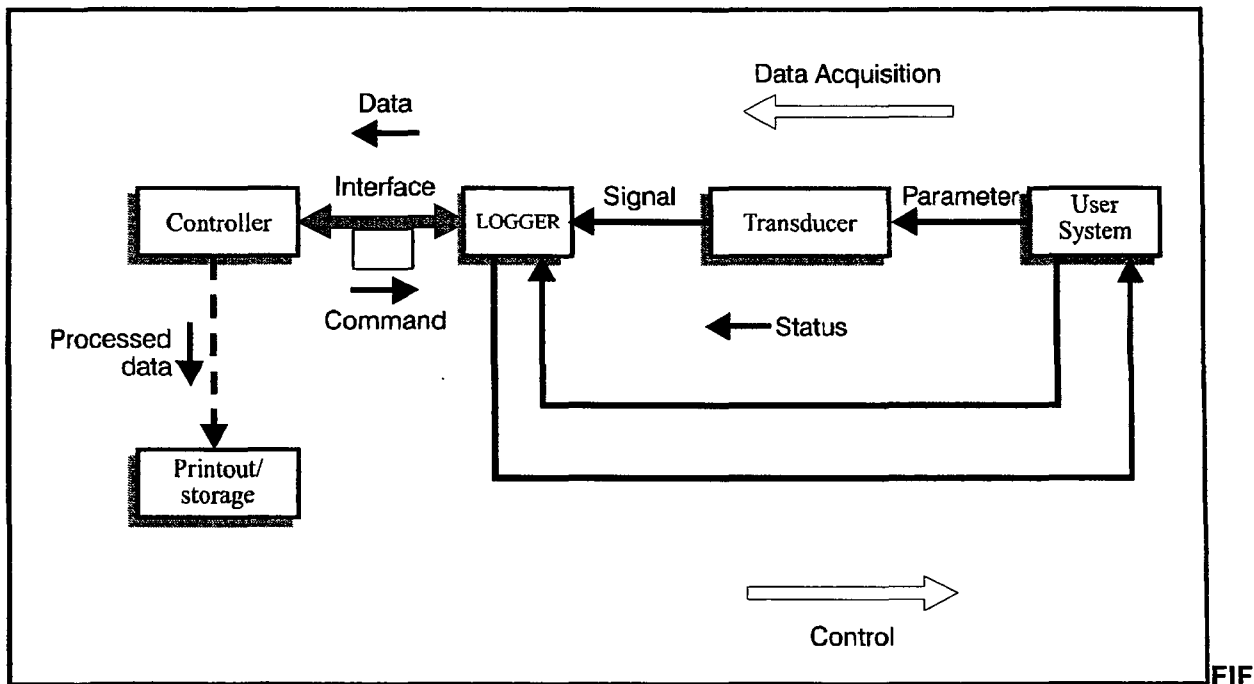 Data Acquisition
Data
Interface
Controller
LOGGER
Signal
Transducer
Parameter
User
System
Command
Status
Processed
data
Printout/
storage
Control
FIF